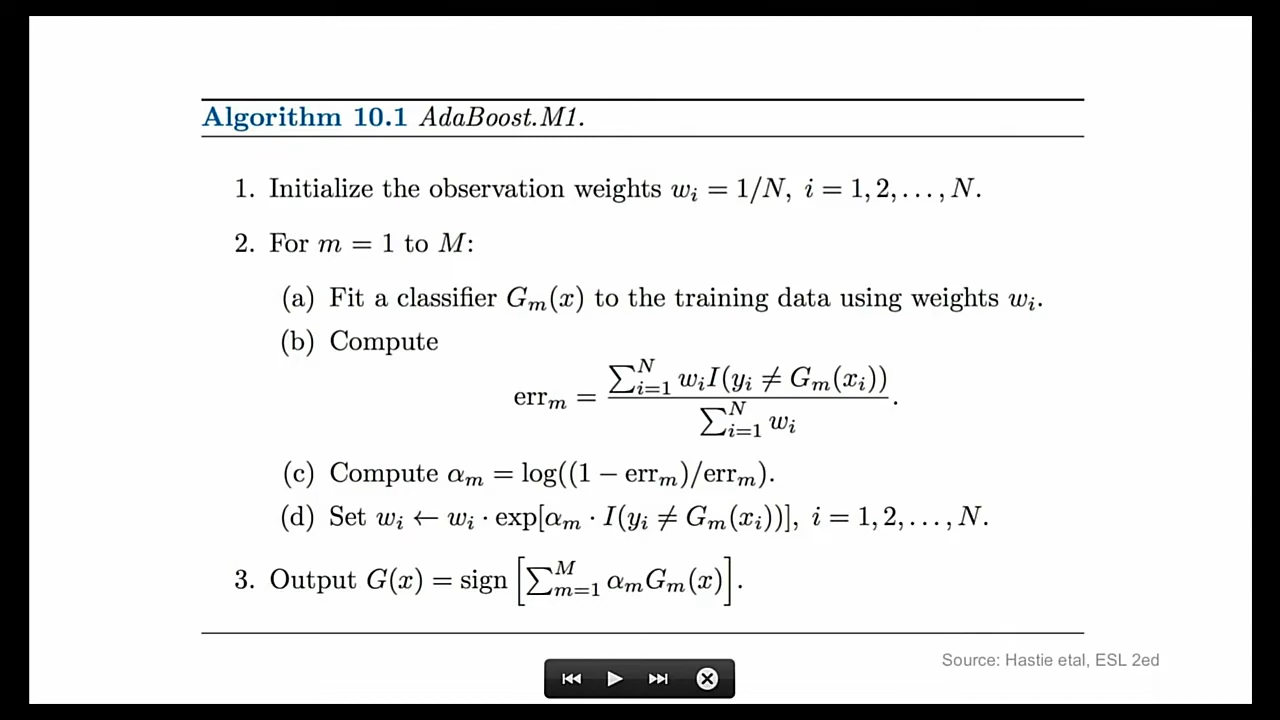 Algorithm 10.1 AdaBoost.M1.
1. Initialize the observation weights w_i = 1/N, i = 1, 2, . . . , N.
2. For m = 1 to M:
(a) Fit a classifier G_m(x) to the training data using weights w_i.
(b) Compute
err_m = \frac{\sum_{i=1}^{N} w_i I(y_i ≠ G_m(x_i))}{\sum_{i=1}^{N} w_i}.
(c) Compute α_m = log((1 − err_m)/err_m).
(d) Set w_i ← w_i · exp[α_m · I(y_i ≠ G_m(x_i))], i = 1, 2, . . . , N.
3. Output G(x) = sign [\sum_{m=1}^{M} α_m G_m(x)].
Source: Hastie etal, ESL 2ed